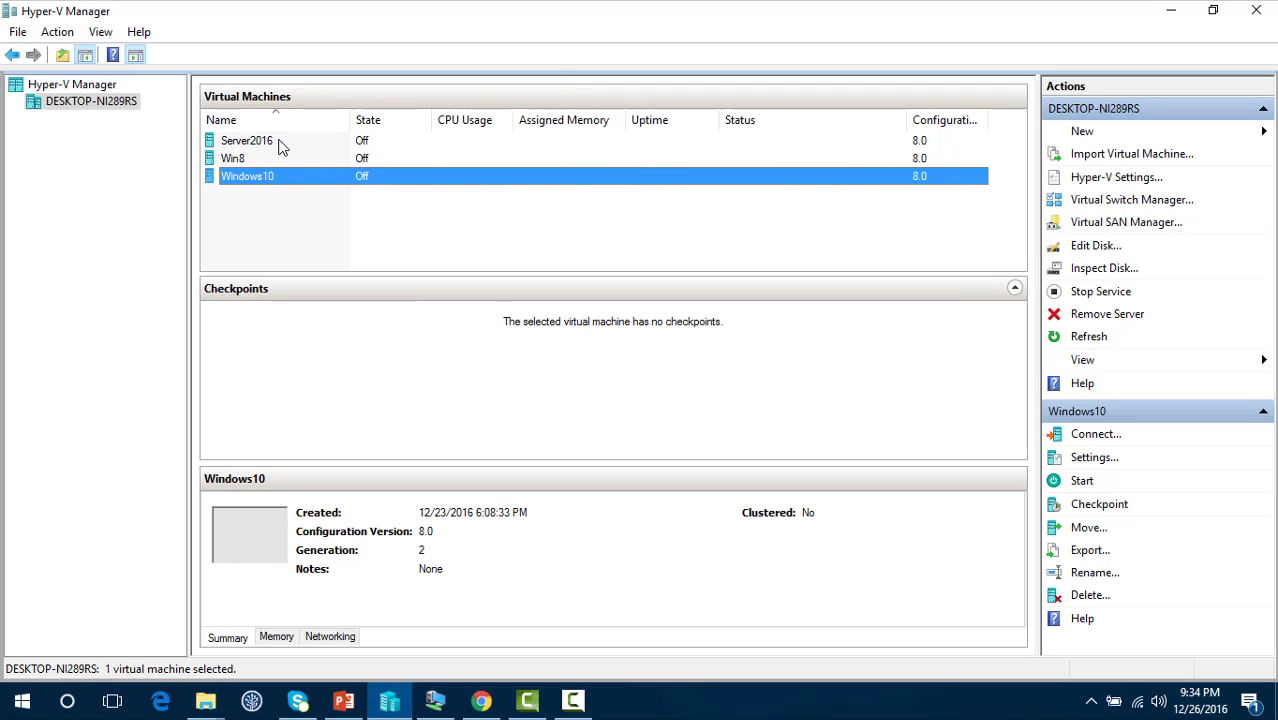 Hyper-V Manager
File Action View Help
Hyper-V Manager
DESKTOP-NI289RS
Virtual Machines
Name State CPU Usage Assigned Memory Uptime Status Configurati...
Server2016 Off 8.0
Win8 Off 8.0
Windows10 Off 8.0
Checkpoints
The selected virtual machine has no checkpoints.
Windows10
Created: 12/23/2016 6:08:33 PM Clustered: No
Configuration Version: 8.0
Generation: 2
Notes: None
Summary Memory Networking
Actions
DESKTOP-NI289RS
New
Import Virtual Machine...
Hyper-V Settings...
Virtual Switch Manager...
Virtual SAN Manager...
Edit Disk...
Inspect Disk...
Stop Service
Remove Server
Refresh
View
Help
Windows10
Connect...
Settings...
Start
Checkpoint
Move...
Export...
Rename...
Delete...
Help
DESKTOP-NI289RS: 1 virtual machine selected.
9:34 PM
12/26/2016
1